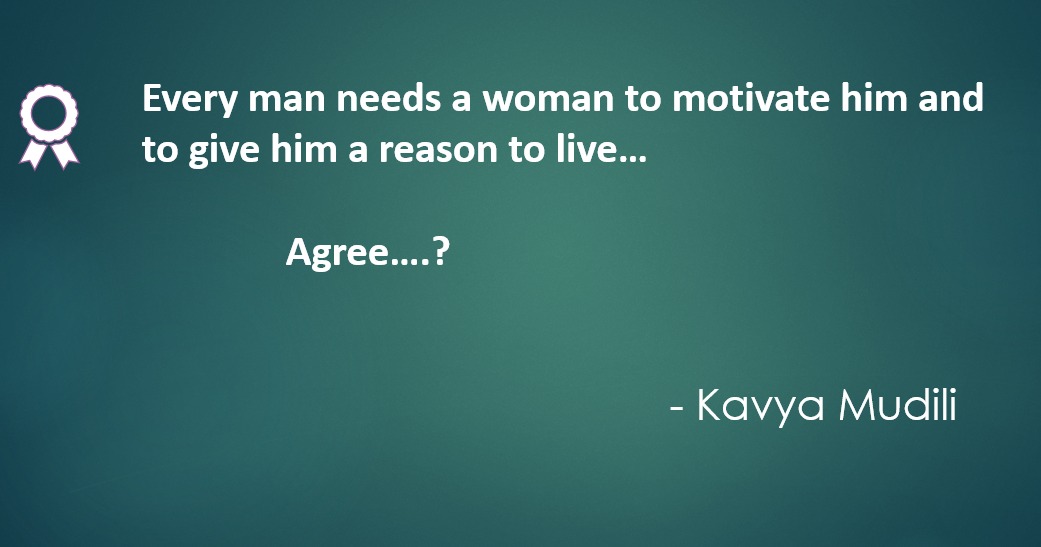 Every man needs a woman to motivate him and
to give him a reason to live...
Agree....?
- Kavya Mudili